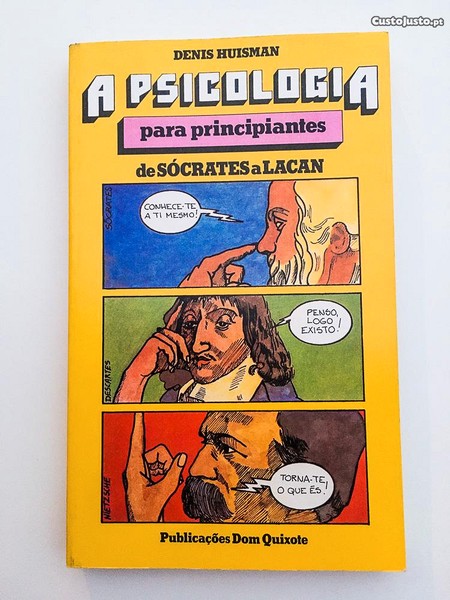 CustoJusto.pt
DENIS HUISMAN
A PSICOLOGIA
para principiantes
de SÓCRATES a LACAN
SÓCRATES
CONHECE-TE
A TI MESMO!
DESCARTES
PENSO,
LOGO
EXISTO!
NIETZSCHE
TORNA-TE,
O QUE ÉS!
Publicações Dom Quixote